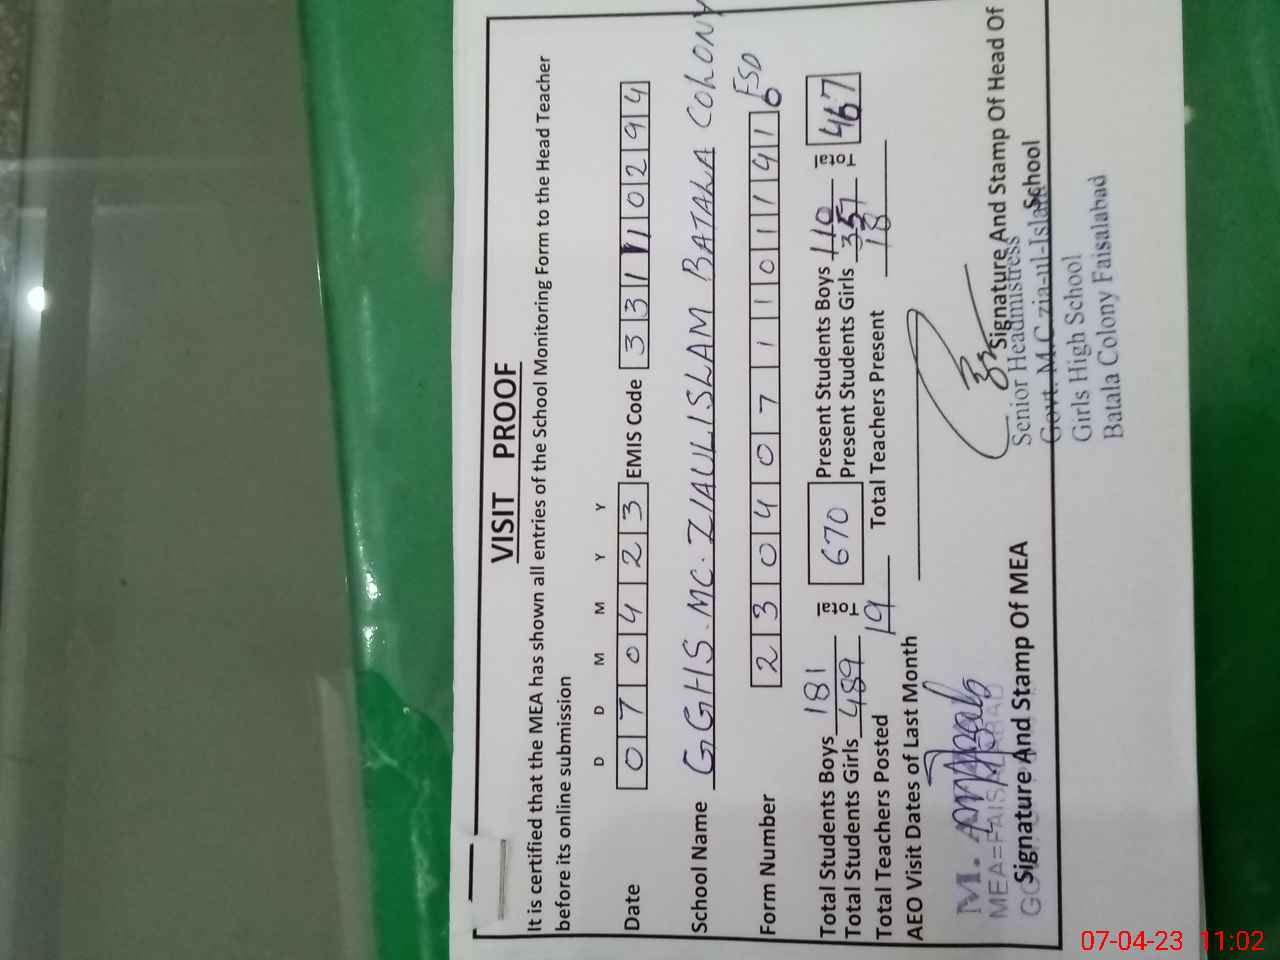 VISIT PROOF
It is certified that the MEA has shown all entries of the School Monitoring Form to the Head Teacher
before its online submission
D D M M Y Y
Date 0 7 0 4 2 3 EMIS Code 3 3 1 1 0 2 9 4
School Name GGHS. MC. ZIAULISLAM BATALA COLONY
FSD
Form Number 2 3 0 4 0 7 1 1 0 1 1 9 1 6
Total Students Boys 181 Total 670 Present Students Boys 110 Total 467
Total Students Girls 489 Present Students Girls 357
Total Teachers Posted 19 Total Teachers Present 18
AEO Visit Dates of Last Month
M.
MEA=FAISALABAD
Signature And Stamp Of MEA
Signature And Stamp Of Head Of
School
Senior Headmistress
Govt. M.C zia-ul-Islam
Girls High School
Batala Colony Faisalabad
07-04-23 11:02